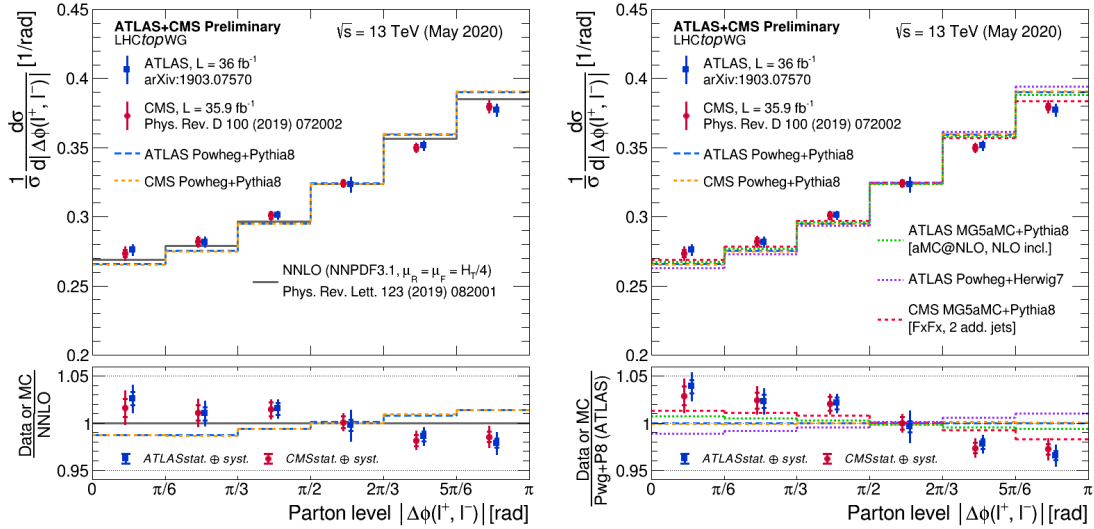 0.45
0.4
0.35
0.3
0.25
0.2
1/σ dσ/d|Δϕ(l⁺, l⁻)| [1/rad]
ATLAS+CMS Preliminary
LHCtopWG
√s = 13 TeV (May 2020)
ATLAS, L = 36 fb⁻¹
arXiv:1903.07570
CMS, L = 35.9 fb⁻¹
Phys. Rev. D 100 (2019) 072002
ATLAS Powheg+Pythia8
CMS Powheg+Pythia8
NNLO (NNPDF3.1, μ_R = μ_F = H_T/4)
Phys. Rev. Lett. 123 (2019) 082001
1.05
1
0.95
Data or MC
NNLO
ATLASstat. ⊕ syst.
CMSstat. ⊕ syst.
0 π/6 π/3 π/2 2π/3 5π/6 π
Parton level |Δϕ(l⁺, l⁻)| [rad]
0.45
0.4
0.35
0.3
0.25
0.2
1/σ dσ/d|Δϕ(l⁺, l⁻)| [1/rad]
ATLAS+CMS Preliminary
LHCtopWG
√s = 13 TeV (May 2020)
ATLAS, L = 36 fb⁻¹
arXiv:1903.07570
CMS, L = 35.9 fb⁻¹
Phys. Rev. D 100 (2019) 072002
ATLAS Powheg+Pythia8
CMS Powheg+Pythia8
ATLAS MG5aMC+Pythia8
[aMC@NLO, NLO incl.]
ATLAS Powheg+Herwig7
CMS MG5aMC+Pythia8
[FxFx, 2 add. jets]
1.05
1
0.95
Data or MC
Pwg+P8 (ATLAS)
ATLASstat. ⊕ syst.
CMSstat. ⊕ syst.
0 π/6 π/3 π/2 2π/3 5π/6 π
Parton level |Δϕ(l⁺, l⁻)| [rad]